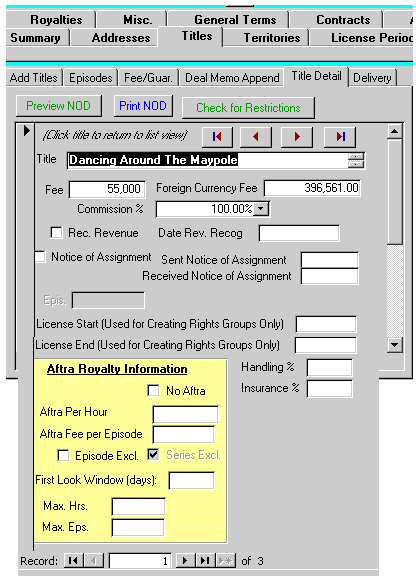 Royalties Misc. General Terms Contracts
Summary Addresses Titles Territories License Period
Add Titles Episodes Fee/Guar. Deal Memo Append Title Detail Delivery
Preview NOD Print NOD Check for Restrictions
(Click title to return to list view)
Title Dancing Around The Maypole
Fee 55,000 Foreign Currency Fee 396,561.00
Commission % 100.00%
Rec. Revenue Date Rev. Recog
Notice of Assignment Sent Notice of Assignment
Received Notice of Assignment
Epis.
License Start (Used for Creating Rights Groups Only)
License End (Used for Creating Rights Groups Only)
Aftra Royalty Information Handling %
No Aftra Insurance %
Aftra Per Hour
Aftra Fee per Episode
Episode Excl. Series Excl.
First Look Window (days):
Max. Hrs.
Max. Eps.
Record: 1 of 3